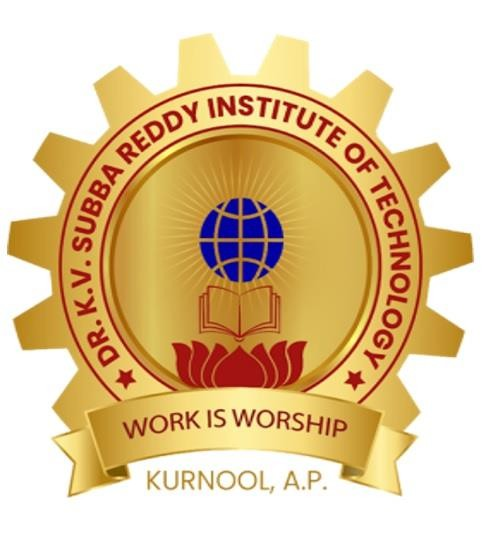 DR. K.V. SUBBA REDDY INSTITUTE OF TECHNOLOGY
WORK IS WORSHIP
KURNOOL, A.P.